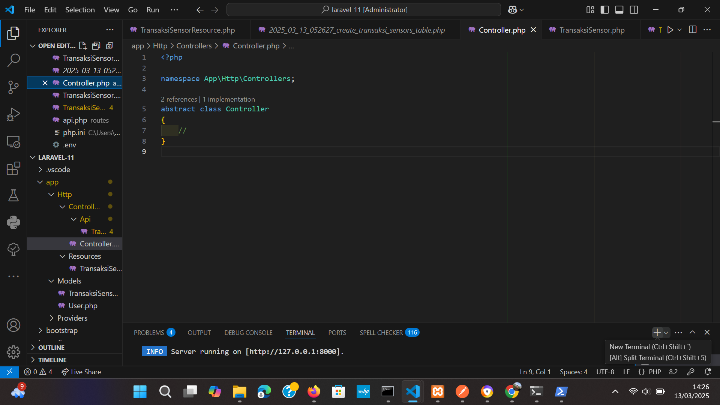 File Edit Selection View Go Run ··· laravel 11 [Administrator]
EXPLORER ···
TransaksiSensorResource.php 2025_03_13_052627_create_transaksi_sensors_table.php Controller.php TransaksiSensor.php
OPEN EDIT...
TransaksiSensor...
2025_03_13_052...
Controller.php a...
TransaksiSensor...
TransaksiSe... 4
api.php routes
php.ini C:\Users\...
.env
LARAVEL-11
.vscode
app
Http
Controll...
Api
Tra... 4
Controller....
Resources
TransaksiSe...
Models
TransaksiSens...
User.php
Providers
bootstrap
OUTLINE
TIMELINE
app > Http > Controllers > Controller.php > ...
1 <?php
2
3 namespace App\Http\Controllers;
4
2 references | 1 implementation
5 abstract class Controller
6 {
7 //
8 }
9
PROBLEMS 4 OUTPUT DEBUG CONSOLE TERMINAL PORTS SPELL CHECKER 116
INFO Server running on [http://127.0.0.1:8000].
New Terminal (Ctrl+Shift+`)
[Alt] Split Terminal (Ctrl+Shift+5)
0 4 Live Share Ln 9, Col 1 Spaces: 4 UTF-8 LF {} PHP 8.2
14:26
13/03/2025